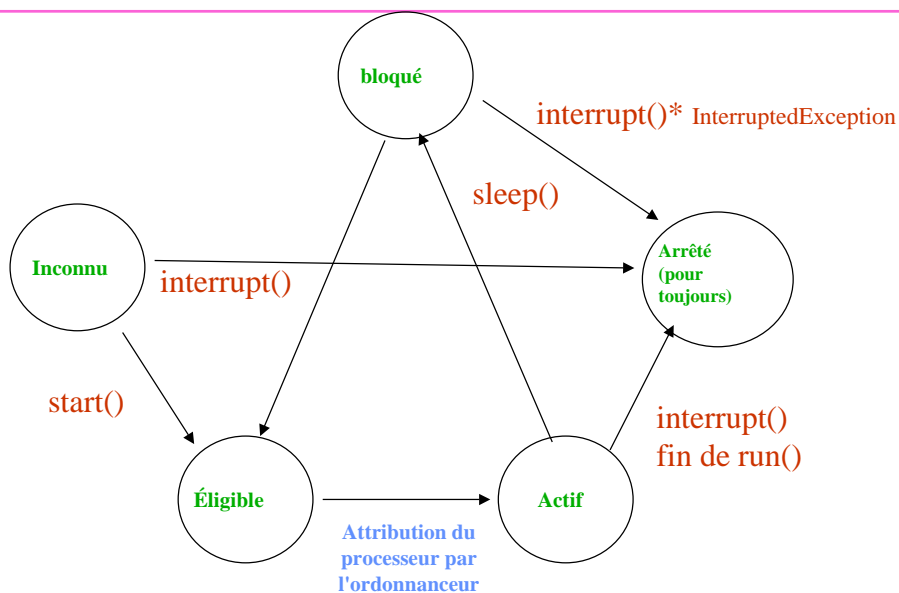 bloqué
interrupt()* InterruptedException
sleep()
Inconnu
interrupt()
Arrêté
(pour
toujours)
start()
interrupt()
fin de run()
Éligible
Actif
Attribution du
processeur par
l'ordonnanceur